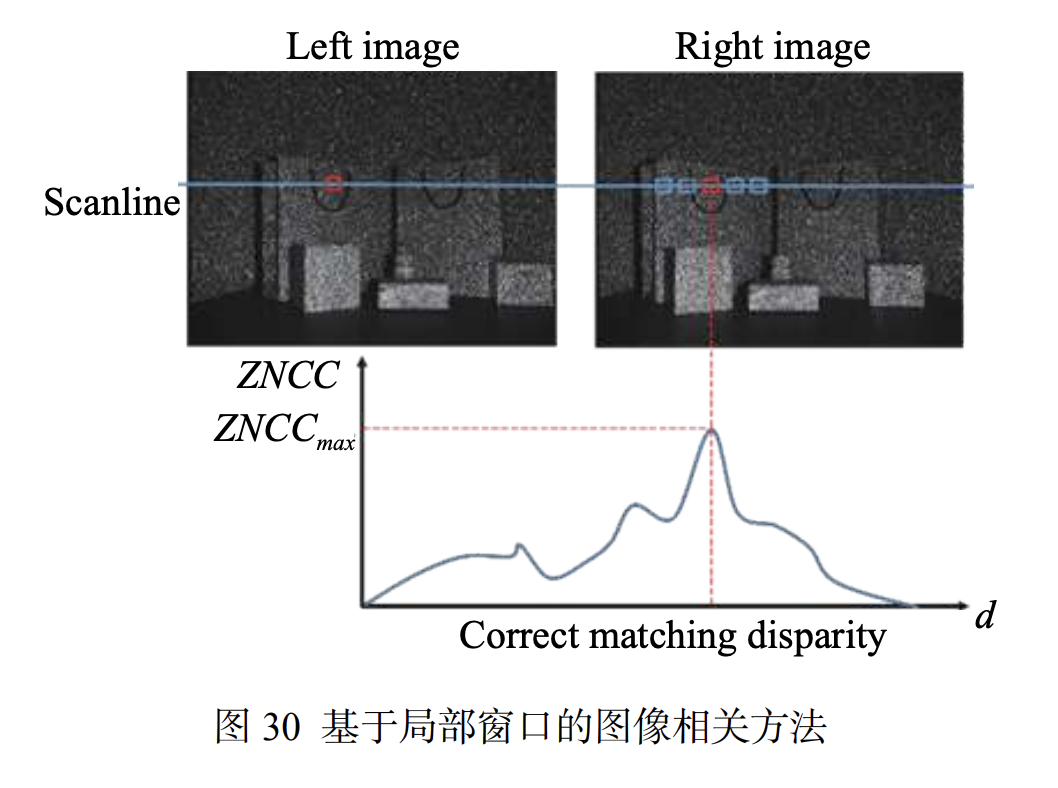 Left image
Right image
Scanline
ZNCC
ZNCCmax
d
Correct matching disparity
图 30 基于局部窗口的图像相关方法